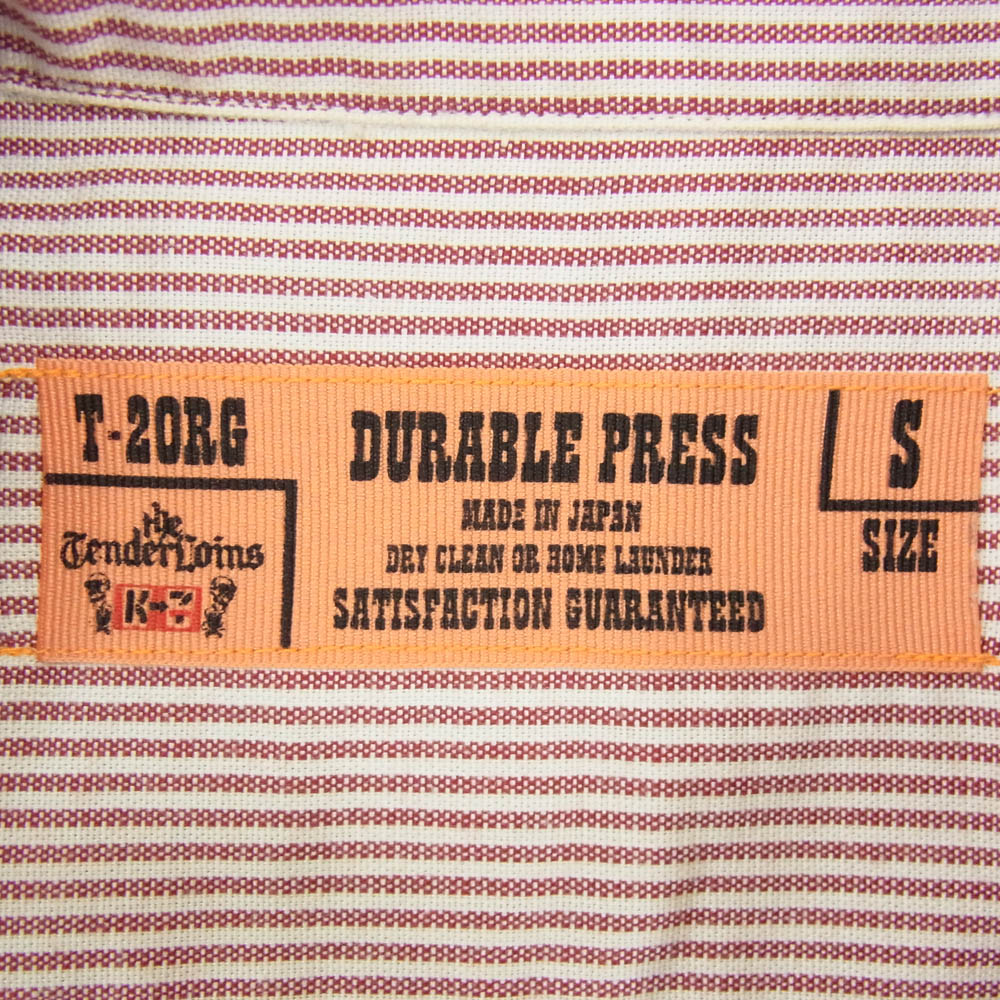 T-20RG
the
TenderLoins
DURABLE PRESS
MADE IN JAPAN
DRY CLEAN OR HOME LAUNDER
SATISFACTION GUARANTEED
S
SIZE